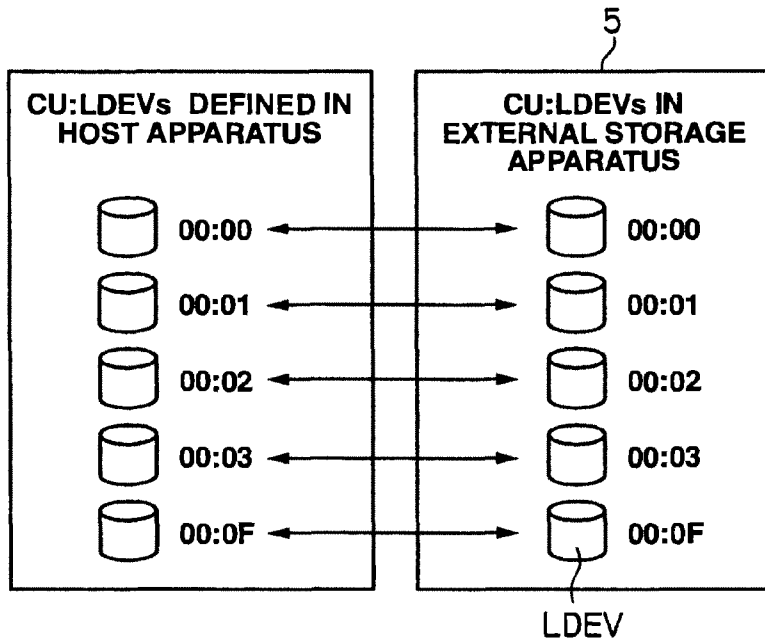 5
CU:LDEVs DEFINED IN
HOST APPARATUS
00:00
00:01
00:02
00:03
00:0F
CU:LDEVs IN
EXTERNAL STORAGE
APPARATUS
00:00
00:01
00:02
00:03
00:0F
LDEV